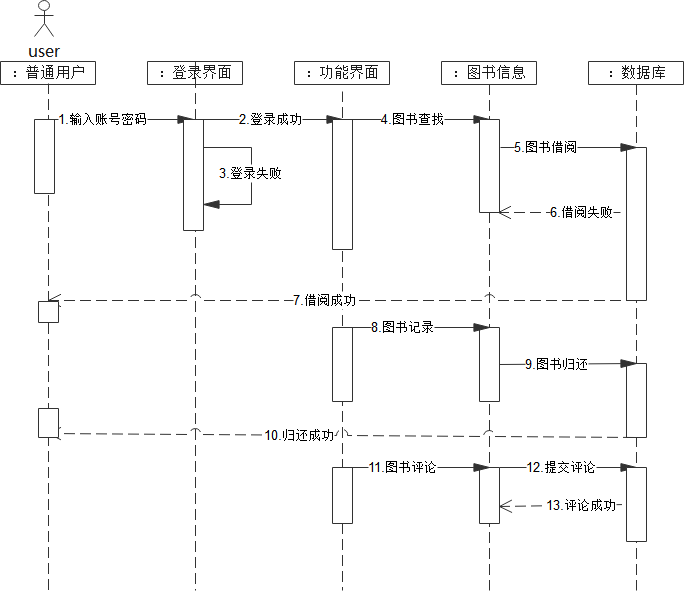 user
：普通用户
：登录界面
：功能界面
：图书信息
：数据库
1.输入账号密码
2.登录成功
4.图书查找
5.图书借阅
3.登录失败
6.借阅失败
7.借阅成功
8.图书记录
9.图书归还
10.归还成功
11.图书评论
12.提交评论
13.评论成功